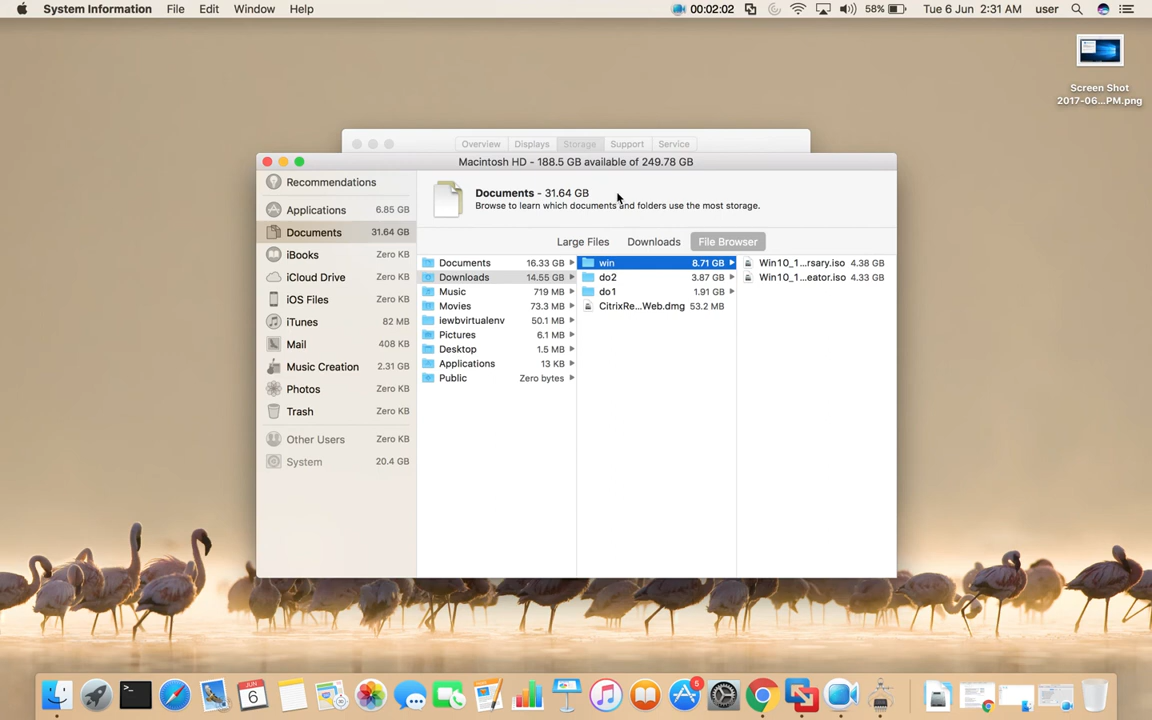 System Information File Edit Window Help 00:02:02 58% Tue 6 Jun 2:31 AM user
Screen Shot
2017-06...PM.png
Overview Displays Storage Support Service
Macintosh HD - 188.5 GB available of 249.78 GB
Recommendations
Applications 6.85 GB
Documents 31.64 GB
iBooks Zero KB
iCloud Drive Zero KB
iOS Files Zero KB
iTunes 82 MB
Mail 408 KB
Music Creation 2.31 GB
Photos Zero KB
Trash Zero KB
Other Users Zero KB
System 20.4 GB
Documents - 31.64 GB
Browse to learn which documents and folders use the most storage.
Large Files Downloads File Browser
Documents 16.33 GB
Downloads 14.55 GB
Music 719 MB
Movies 73.3 MB
iewbvirtualenv 50.1 MB
Pictures 6.1 MB
Desktop 1.5 MB
Applications 13 KB
Public Zero bytes
win 8.71 GB
do2 3.87 GB
do1 1.91 GB
CitrixRe...Web.dmg 53.2 MB
Win10_1...rsary.iso 4.38 GB
Win10_1...eator.iso 4.33 GB
JUN
6
5